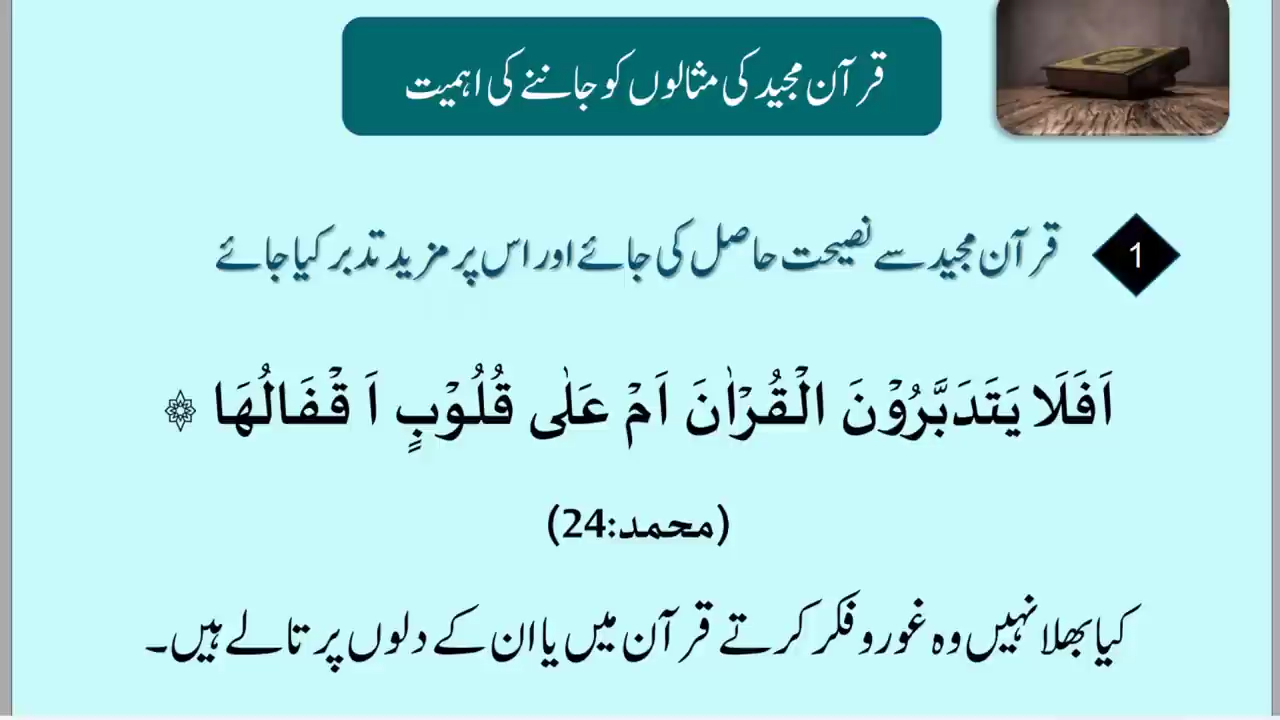 قرآن مجید کی مثالوں کو جاننے کی اہمیت
1 قرآن مجید سے نصیحت حاصل کی جائے اور اس پر مزید تدبر کیا جائے
اَفَلَا يَتَدَبَّرُوْنَ الْقُرْاٰنَ اَمْ عَلٰى قُلُوْبٍ اَقْفَالُهَا ۞
(محمد:24)
کیا بھلا نہیں وہ غور و فکر کرتے قرآن میں یا ان کے دلوں پر تالے ہیں۔